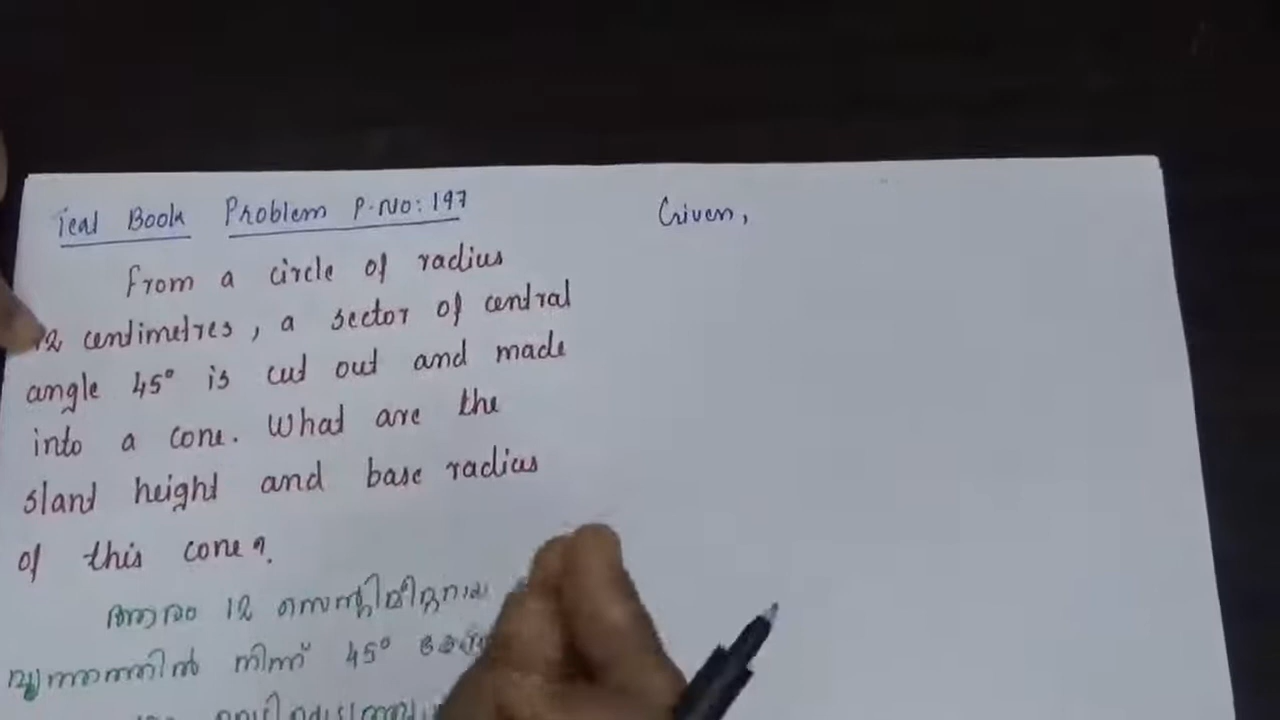 Text Book Problem P.No: 197
Given,
From a circle of radius
12 centimetres, a sector of central
angle 45° is cut out and made
into a cone. What are the
slant height and base radius
of this cone?
ആരം 12 സെന്റിമീറ്ററായ
വൃത്തത്തിൽ നിന്ന് 45°